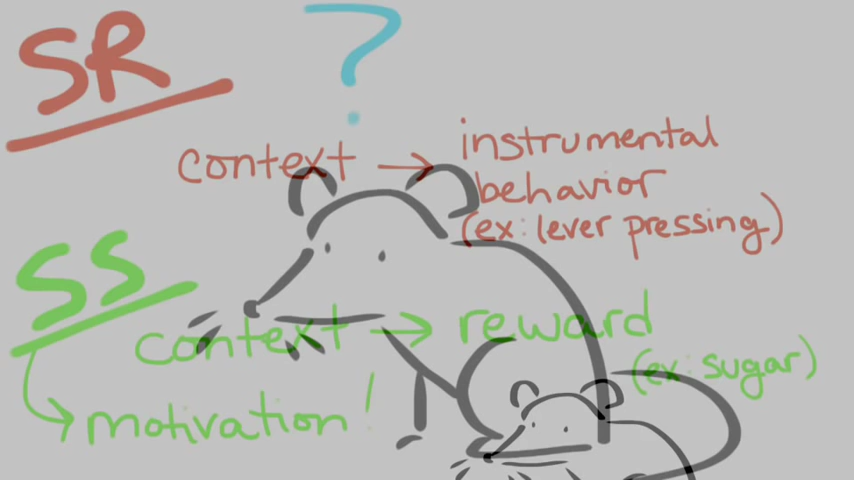 SR
?
context → instrumental
behavior
(ex: lever pressing)
SS
context → reward
(ex: sugar)
motivation!